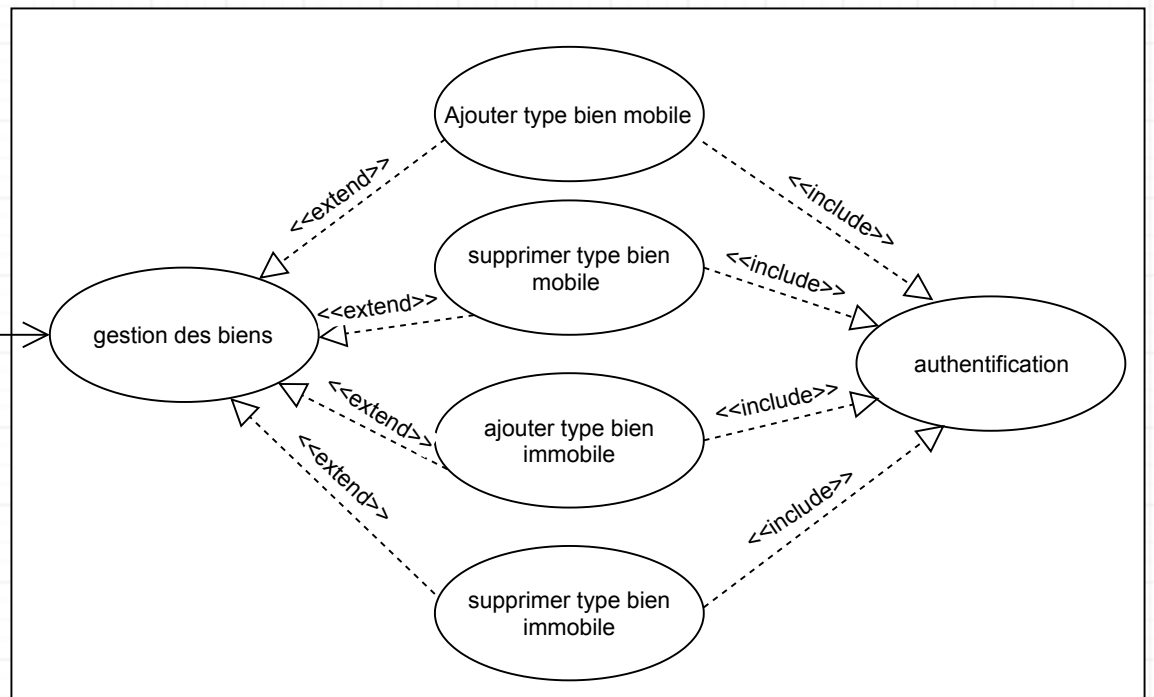 Ajouter type bien mobile
<<extend>>
<<include>>
supprimer type bien
mobile
<<include>>
<<extend>>
gestion des biens
authentification
<<extend>>
<<include>>
ajouter type bien
immobile
<<extend>>
<<include>>
supprimer type bien
immobile